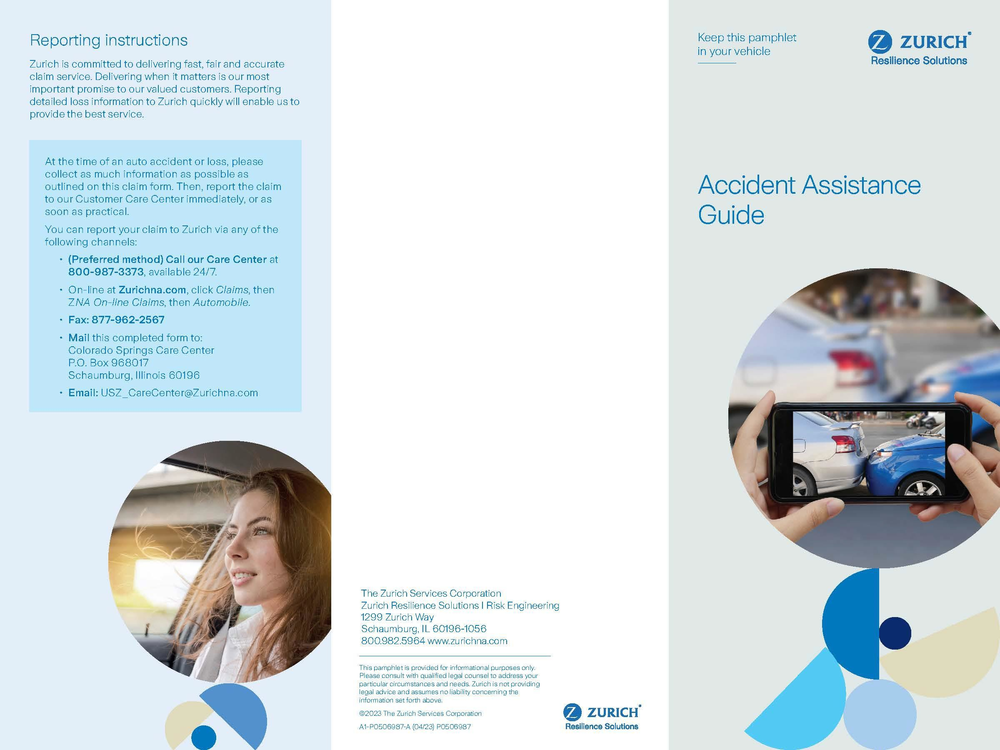 Reporting instructions
Zurich is committed to delivering fast, fair and accurate
claim service. Delivering when it matters is our most
important promise to our valued customers. Reporting
detailed loss information to Zurich quickly will enable us to
provide the best service.
At the time of an auto accident or loss, please
collect as much information as possible as
outlined on this claim form. Then, report the claim
to our Customer Care Center immediately, or as
soon as practical.
You can report your claim to Zurich via any of the
following channels:
• (Preferred method) Call our Care Center at
800-987-3373, available 24/7.
• On-line at Zurichna.com, click Claims, then
ZNA On-line Claims, then Automobile.
• Fax: 877-962-2567
• Mail this completed form to:
Colorado Springs Care Center
P.O. Box 968017
Schaumburg, Illinois 60196
• Email: USZ_CareCenter@Zurichna.com
The Zurich Services Corporation
Zurich Resilience Solutions I Risk Engineering
1299 Zurich Way
Schaumburg, IL 60196-1056
800.982.5964 www.zurichna.com
This pamphlet is provided for informational purposes only.
Please consult with qualified legal counsel to address your
particular circumstances and needs. Zurich is not providing
legal advice and assumes no liability concerning the
information set forth above.
©2023 The Zurich Services Corporation
A1-P0506987-A (04/23) P0506987
Z ZURICH®
Resilience Solutions
Keep this pamphlet
in your vehicle
Z ZURICH®
Resilience Solutions
Accident Assistance
Guide